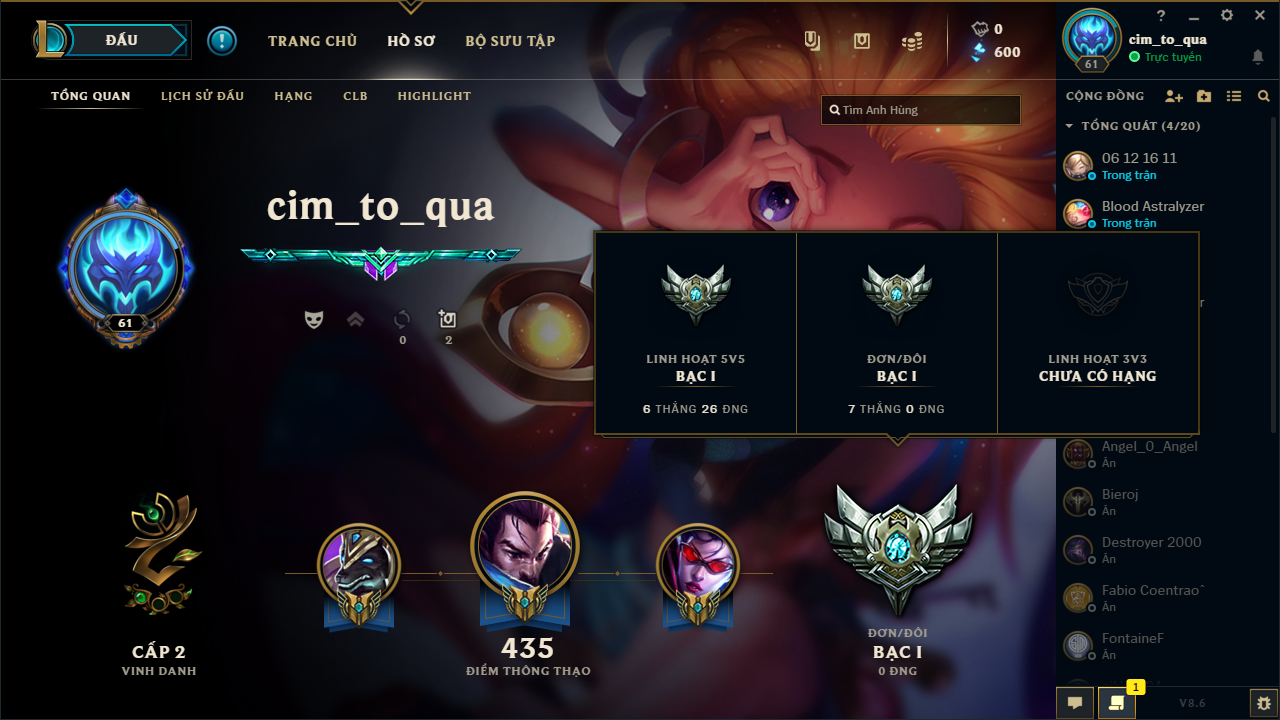 ĐẤU
TRANG CHỦ
HỒ SƠ
BỘ SƯU TẬP
0
600
?
cim_to_qua
Trực tuyến
61
TỔNG QUAN
LỊCH SỬ ĐẤU
HẠNG
CLB
HIGHLIGHT
Tìm Anh Hùng
CỘNG ĐỒNG
TỔNG QUÁT (4/20)
06 12 16 11
Trong trận
Blood Astralyzer
Trong trận
cim_to_qua
61
0
2
LINH HOẠT 5V5
BẠC I
6 THẮNG 26 ĐNG
ĐƠN/ĐÔI
BẠC I
7 THẮNG 0 ĐNG
LINH HOẠT 3V3
CHƯA CÓ HẠNG
r
Angel_0_Angel
Ẩn
Bieroj
Ẩn
Destroyer 2000
Ẩn
Fabio Coentraoˆ
Ẩn
FontaineF
Ẩn
CẤP 2
VINH DANH
435
ĐIỂM THÔNG THẠO
ĐƠN/ĐÔI
BẠC I
0 ĐNG
1
V8.6